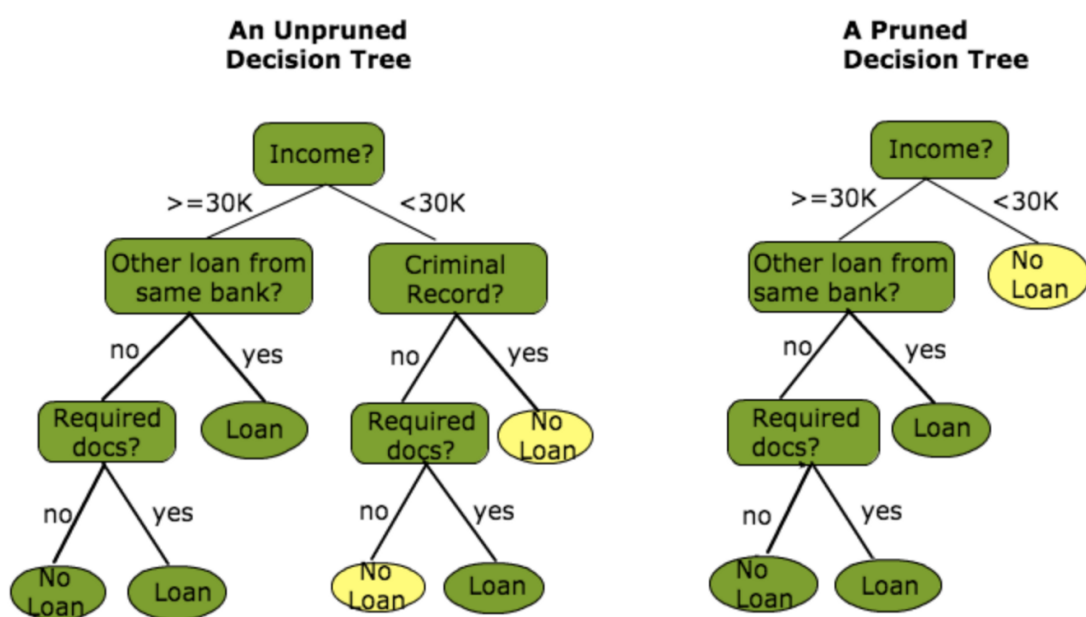 An Unpruned
Decision Tree
Income?
>=30K
<30K
Other loan from
same bank?
Criminal
Record?
no
yes
no
yes
Required
docs?
Loan
Required
docs?
No
Loan
no
yes
no
yes
No
Loan
Loan
No
Loan
Loan
A Pruned
Decision Tree
Income?
>=30K
<30K
Other loan from
same bank?
No
Loan
no
yes
Required
docs?
Loan
no
yes
No
Loan
Loan